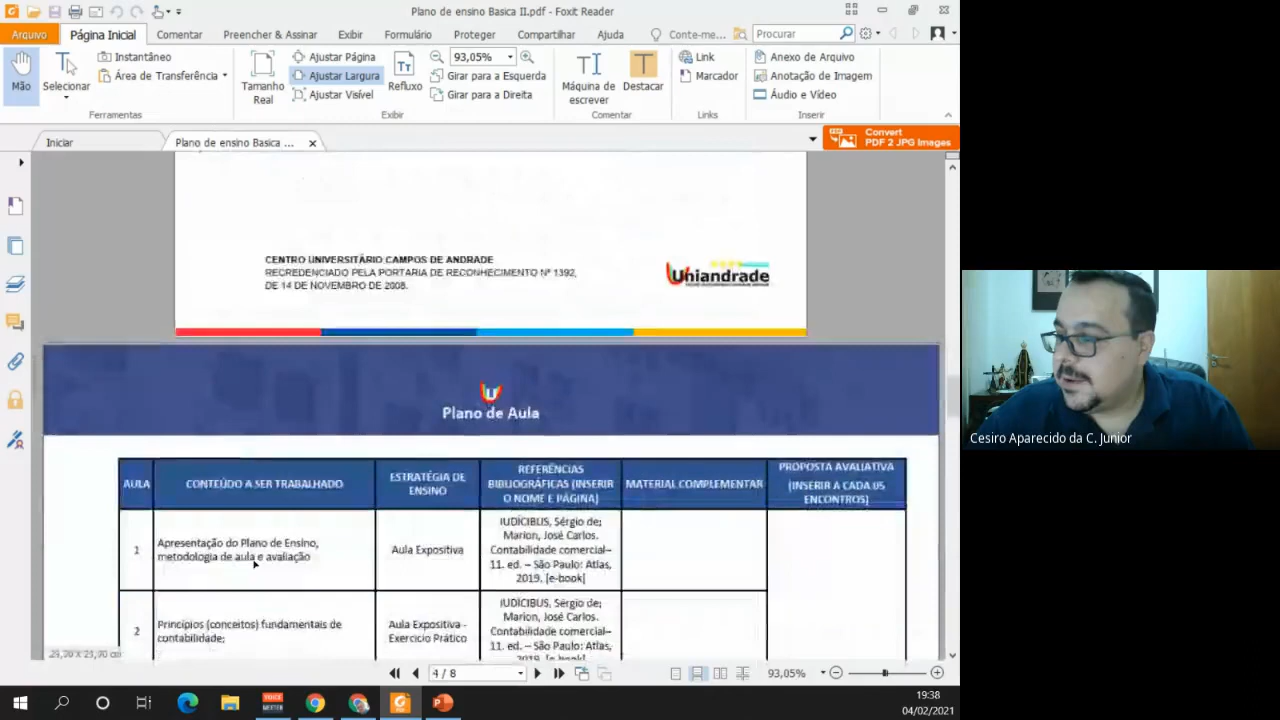 Plano de ensino Basica II.pdf - Foxit Reader
Arquivo
Página Inicial
Comentar
Preencher & Assinar
Exibir
Formulário
Proteger
Compartilhar
Ajuda
Conte-me...
Procurar
Mão
Selecionar
Instantâneo
Área de Transferência
Ferramentas
Tamanho
Real
Ajustar Página
Ajustar Largura
Ajustar Visível
Refluxo
93,05%
Girar para a Esquerda
Girar para a Direita
Exibir
Máquina de
escrever
Destacar
Comentar
Link
Marcador
Links
Anexo de Arquivo
Anotação de Imagem
Áudio e Vídeo
Inserir
Iniciar
Plano de ensino Basica ...
Convert
PDF 2 JPG Images
CENTRO UNIVERSITÁRIO CAMPOS DE ANDRADE
RECREDENCIADO PELA PORTARIA DE RECONHECIMENTO Nº 1392,
DE 14 DE NOVEMBRO DE 2008.
Uniandrade
U
Plano de Aula
AULA
CONTEÚDO A SER TRABALHADO
ESTRATÉGIA DE
ENSINO
REFERÊNCIAS
BIBLIOGRÁFICAS (INSERIR
O NOME E PÁGINA)
MATERIAL COMPLEMENTAR
PROPOSTA AVALIATIVA
(INSERIR A CADA 05
ENCONTROS)
1
Apresentação do Plano de Ensino,
metodologia de aula e avaliação
Aula Expositiva
IUDÍCIBUS, Sérgio de;
Marion, José Carlos.
Contabilidade comercial–
11. ed. – São Paulo: Atlas,
2019. [e-book]
2
Princípios (conceitos) fundamentais de
contabilidade;
Aula Expositiva -
Exercicio Prático
IUDÍCIBUS, Sérgio de;
Marion, José Carlos.
Contabilidade comercial–
11. ed. – São Paulo: Atlas,
2019. [e-book]
4 / 8
93,05%
Cesiro Aparecido da C. Junior
19:38
04/02/2021